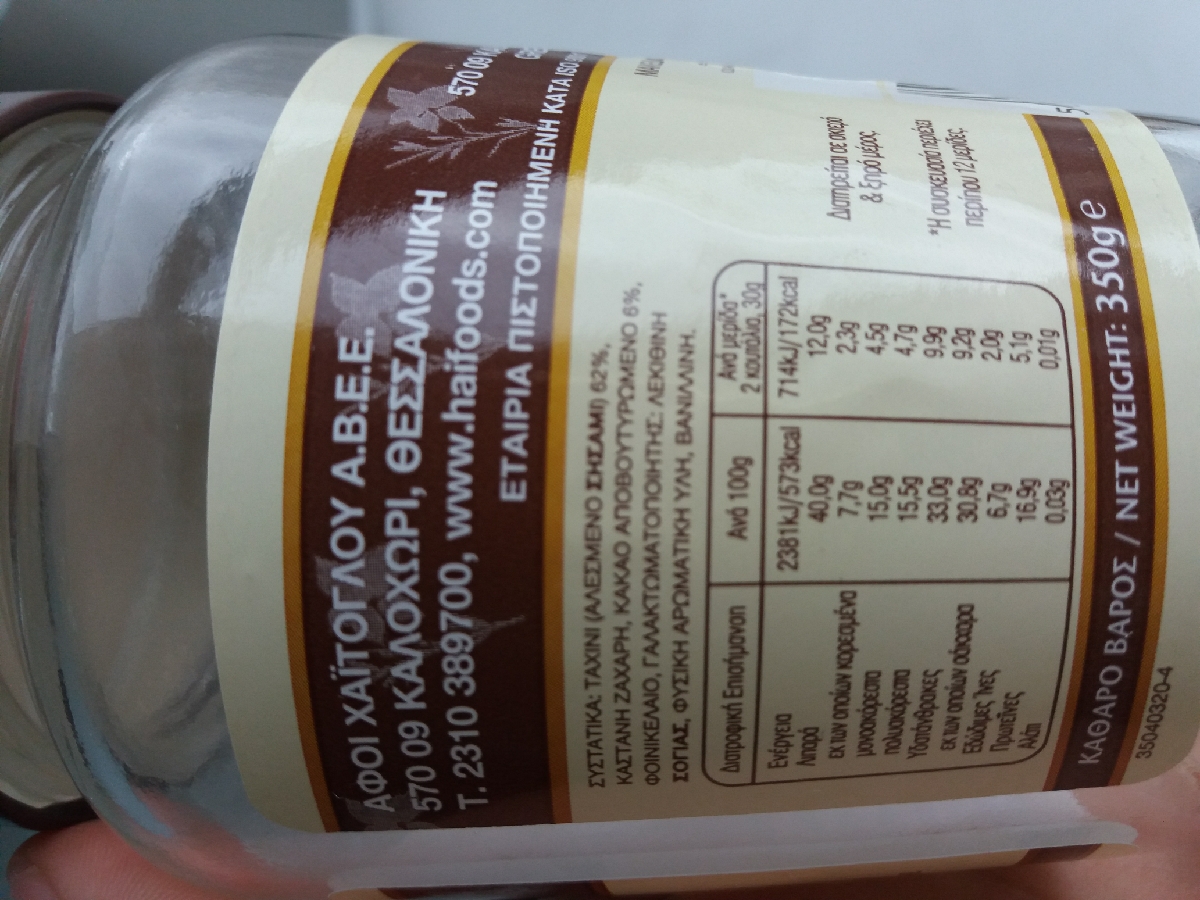 ΑΦΟΙ ΧΑΪΤΟΓΛΟΥ Α.Β.Ε.Ε.
570 09 ΚΑΛΟΧΩΡΙ, ΘΕΣΣΑΛΟΝΙΚΗ
570 09
Τ. 2310 389700, www.haifoods.com
ΕΤΑΙΡΙΑ ΠΙΣΤΟΠΟΙΗΜΕΝΗ ΚΑΤΑ ISO
ΣΥΣΤΑΤΙΚΑ: ΤΑΧΙΝΙ (ΑΛΕΣΜΕΝΟ ΣΗΣΑΜΙ) 62%,
ΚΑΣΤΑΝΗ ΖΑΧΑΡΗ, ΚΑΚΑΟ ΑΠΟΒΟΥΤΥΡΩΜΕΝΟ 6%,
ΦΟΙΝΙΚΕΛΑΙΟ, ΓΑΛΑΚΤΩΜΑΤΟΠΟΙΗΤΗΣ: ΛΕΚΙΘΙΝΗ
ΣΟΓΙΑΣ, ΦΥΣΙΚΗ ΑΡΩΜΑΤΙΚΗ ΥΛΗ, ΒΑΝΙΛΛΙΝΗ.
Διατροφική Επισήμανση Ανά 100g Ανά μερίδα*
2 κουτάλια, 30g
Ενέργεια 2381kJ/573kcal 714kJ/172kcal
Λιπαρά 40,0g 12,0g
εκ των οποίων κορεσμένα 7,7g 2,3g
μονοακόρεστα 15,0g 4,5g
πολυακόρεστα 15,5g 4,7g
Υδατάνθρακες 33,0g 9,9g
εκ των οποίων σάκχαρα 30,8g 9,2g
Εδώδιμες Ίνες 6,7g 2,0g
Πρωτεΐνες 16,9g 5,1g
Αλάτι 0,03g 0,01g
Διατηρείται σε σκιερό
& ξηρό μέρος
*Η συσκευασία περιέχει
περίπου 12 μερίδες.
5
ΚΑΘΑΡΟ ΒΑΡΟΣ / NET WEIGHT: 350g e
35040320-4